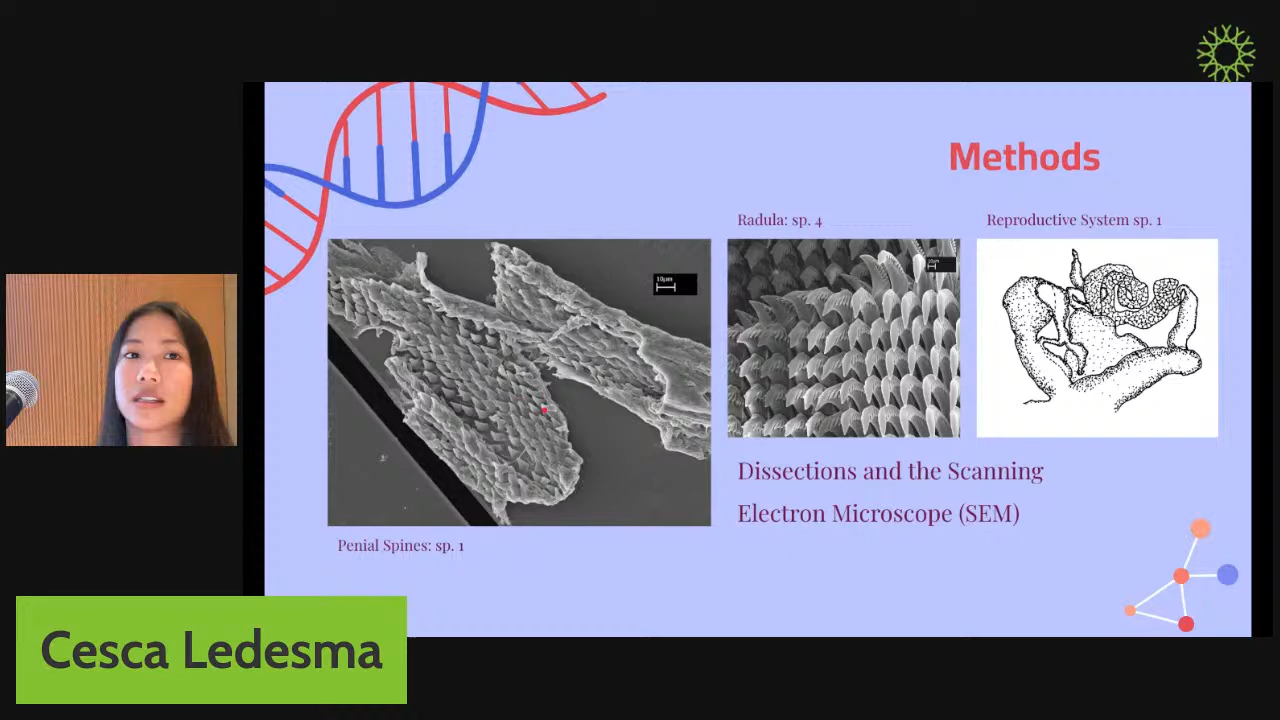 Methods
Radula: sp. 4
Reproductive System sp. 1
10µm
Dissections and the Scanning
Electron Microscope (SEM)
Penial Spines: sp. 1
Cesca Ledesma